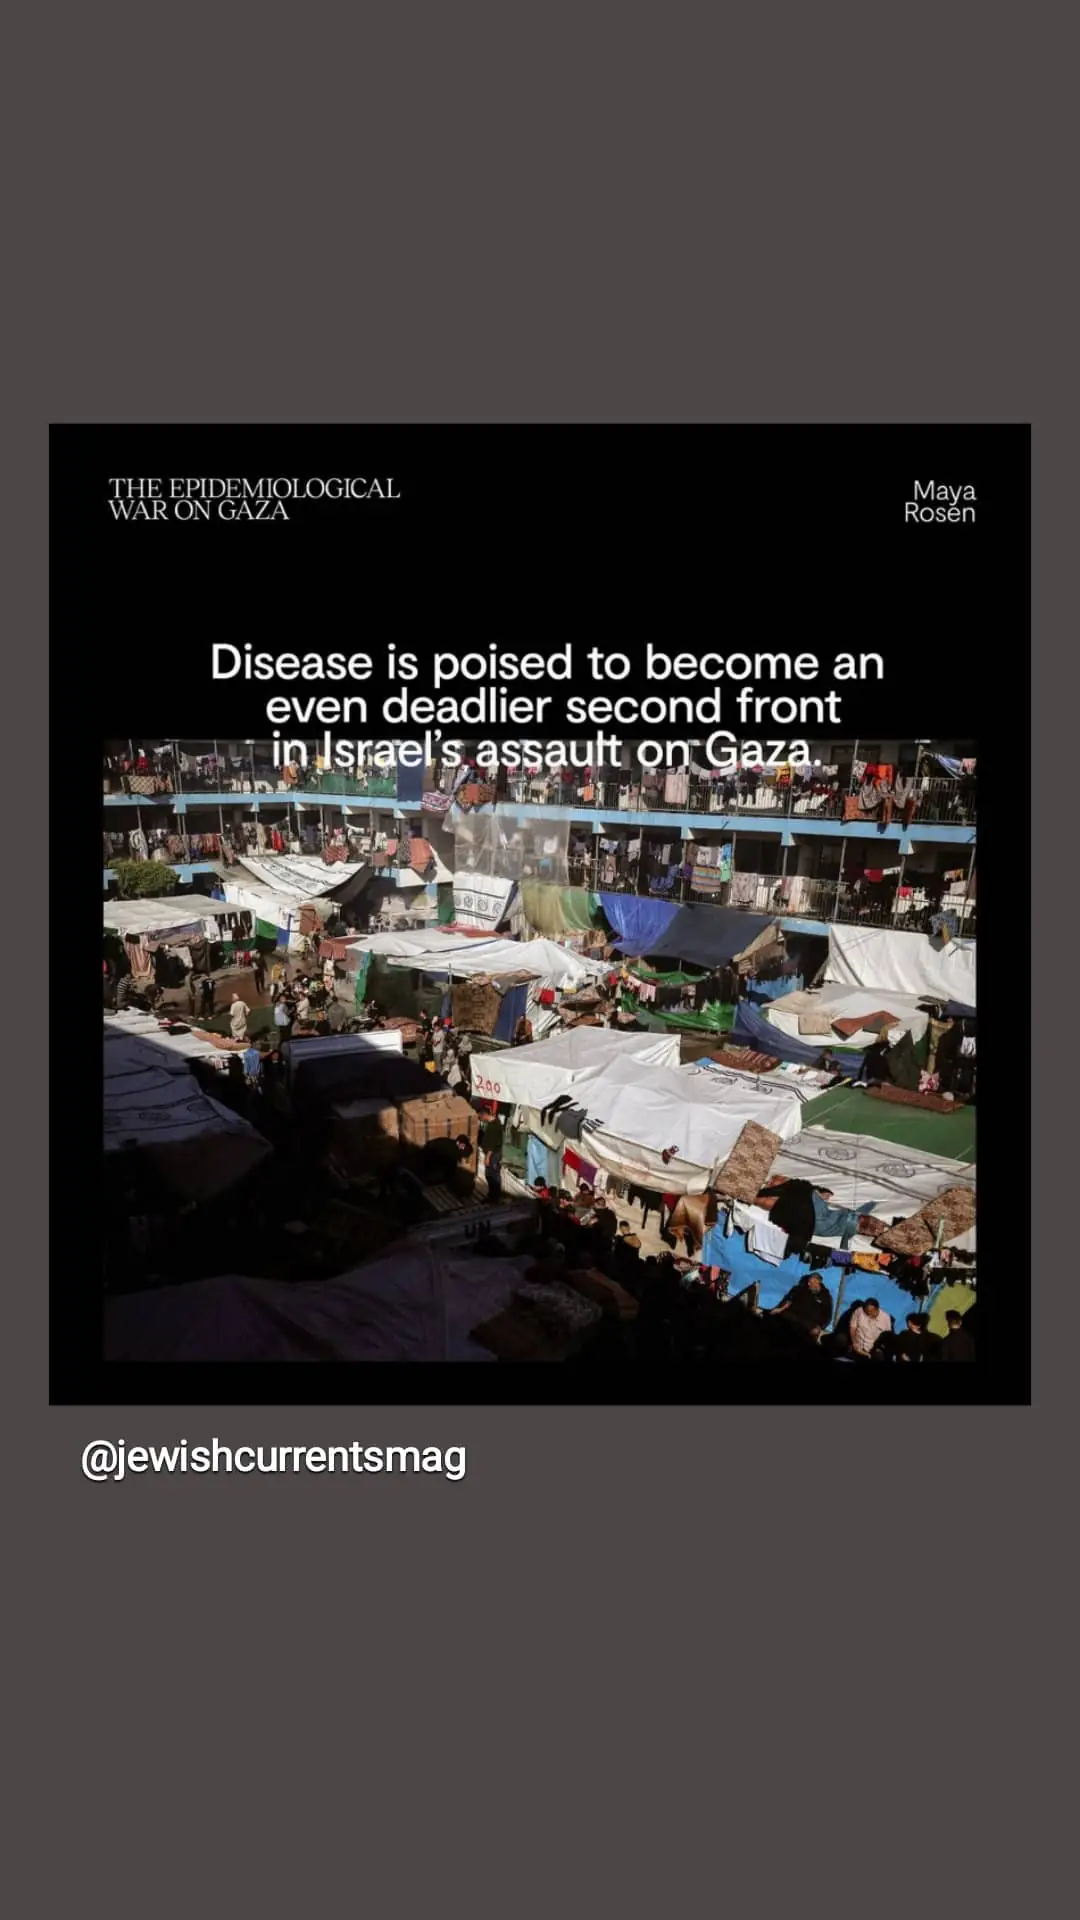 THE EPIDEMIOLOGICAL
WAR ON GAZA
Maya
Rosen
Disease is poised to become an
even deadlier second front
in Israel's assault on Gaza.
200
UN
@jewishcurrentsmag